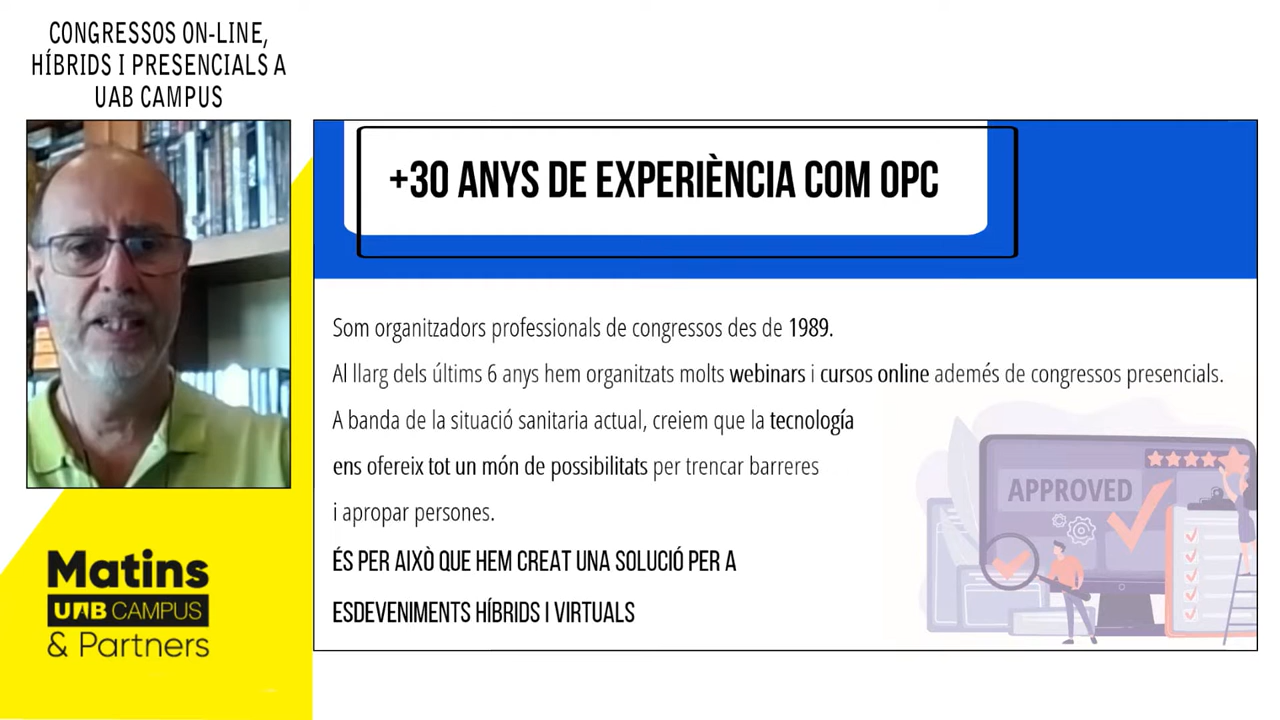 CONGRESSOS ON-LINE,
HÍBRIDS I PRESENCIALS A
UAB CAMPUS
+30 ANYS DE EXPERIÈNCIA COM OPC
Som organitzadors professionals de congressos des de 1989.
Al llarg dels últims 6 anys hem organitzats molts webinars i cursos online ademés de congressos presencials.
A banda de la situació sanitaria actual, creiem que la tecnología
ens ofereix tot un món de possibilitats per trencar barreres
i apropar persones.
ÉS PER AIXÒ QUE HEM CREAT UNA SOLUCIÓ PER A
ESDEVENIMENTS HÍBRIDS I VIRTUALS
APPROVED
Matins
UAB CAMPUS
& Partners